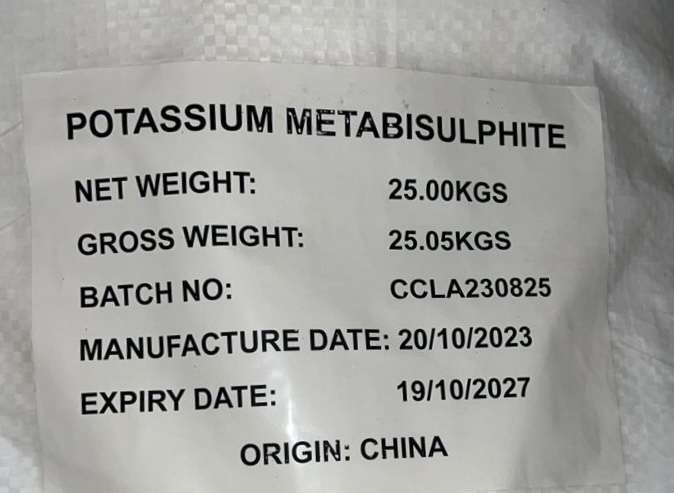 POTASSIUM METABISULPHITE
NET WEIGHT: 25.00KGS
GROSS WEIGHT: 25.05KGS
BATCH NO: CCLA230825
MANUFACTURE DATE: 20/10/2023
EXPIRY DATE: 19/10/2027
ORIGIN: CHINA